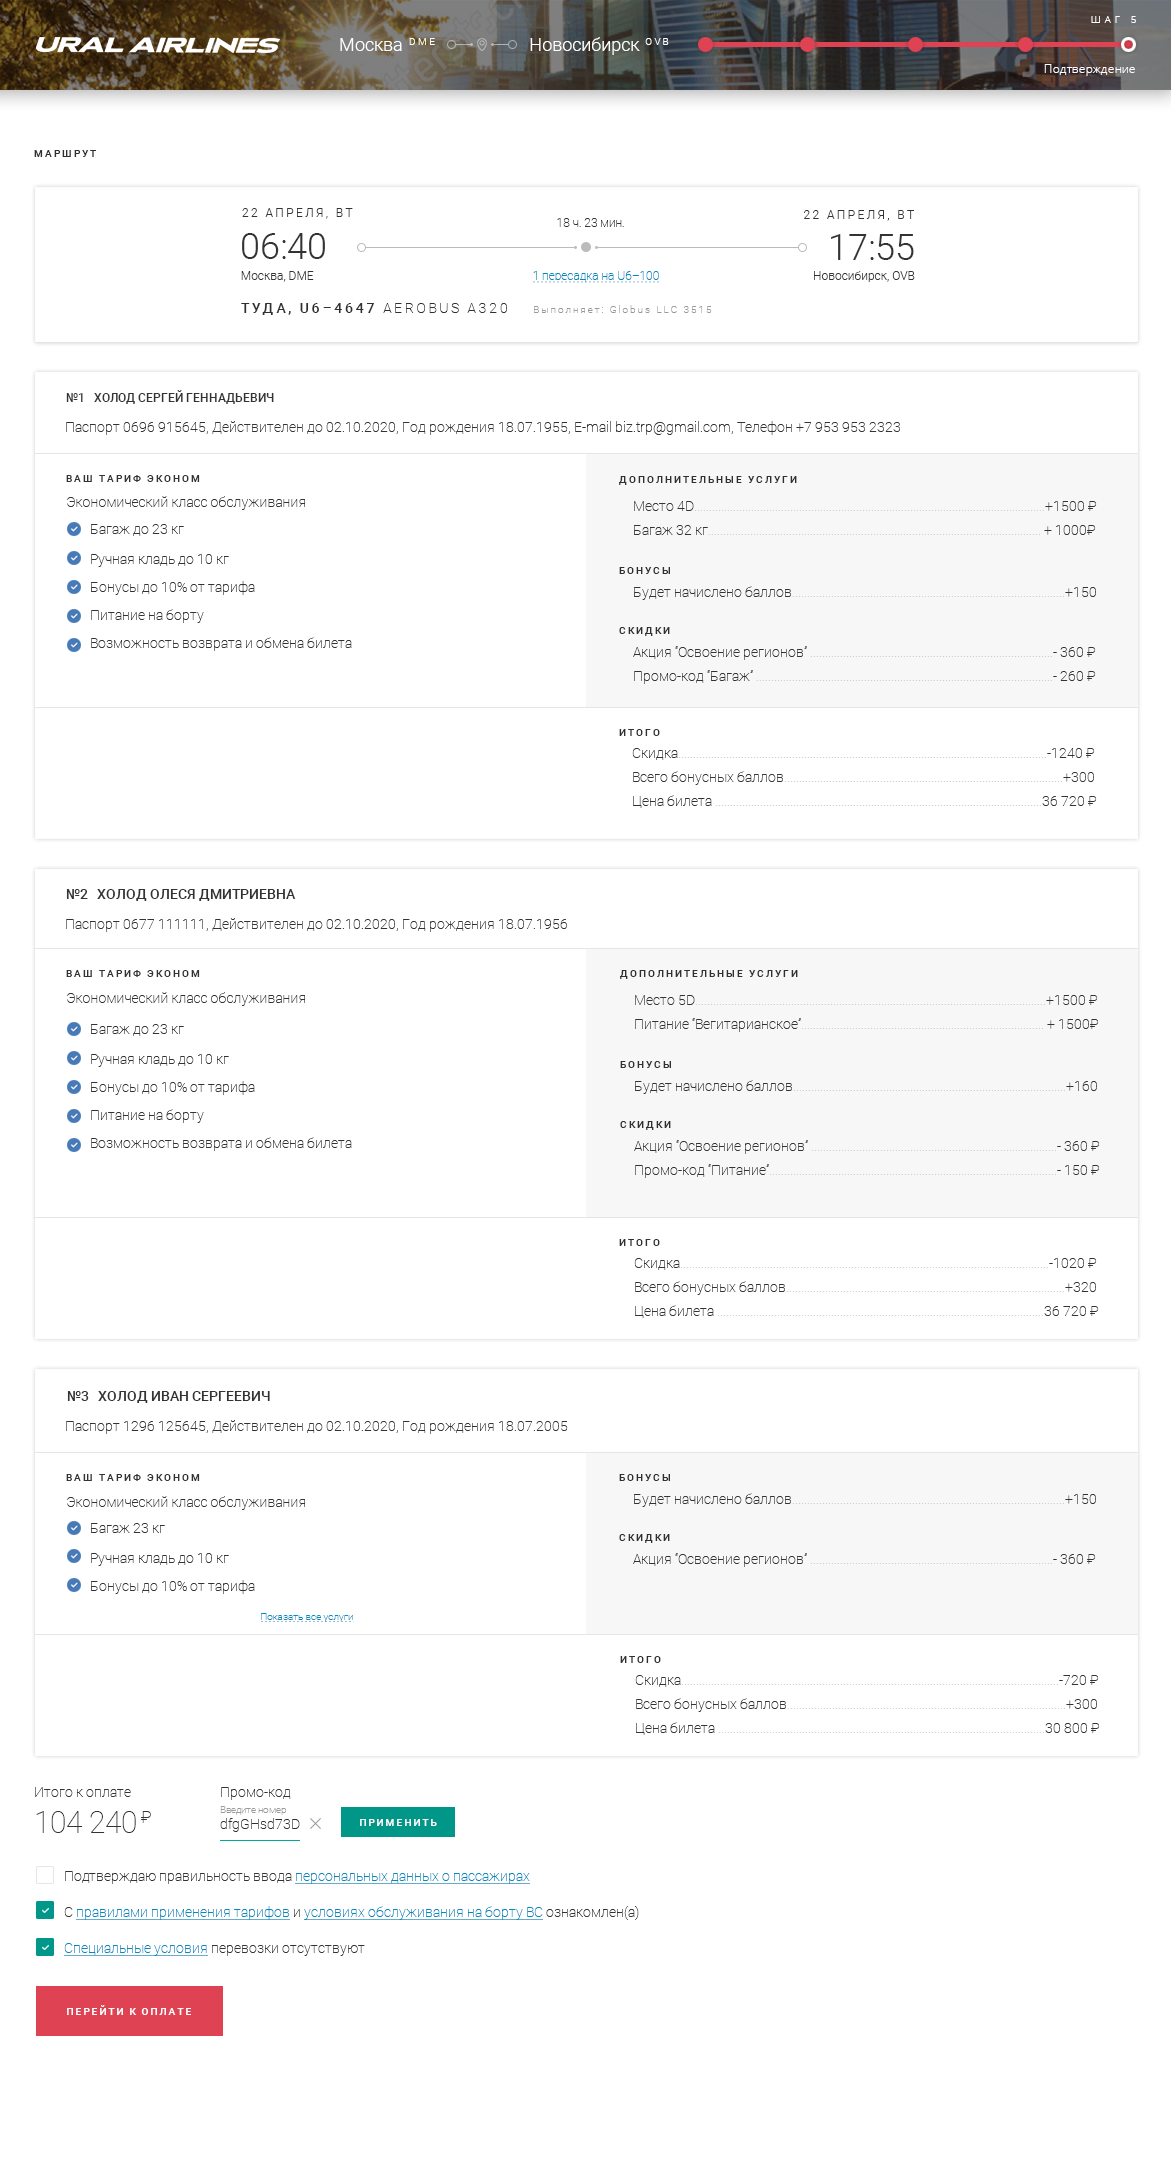 ШАГ 5
URAL AIRLINES
Москва DME Новосибирск OVB
Подтверждение
МАРШРУТ
22 АПРЕЛЯ, ВТ
18 ч. 23 мин.
22 АПРЕЛЯ, ВТ
06:40
17:55
Москва, DME
1 пересадка на U6–100
Новосибирск, OVB
ТУДА, U6–4647 AEROBUS A320 Выполняет: Globus LLC 3515
№1 ХОЛОД СЕРГЕЙ ГЕННАДЬЕВИЧ
Паспорт 0696 915645, Действителен до 02.10.2020, Год рождения 18.07.1955, E-mail biz.trp@gmail.com, Телефон +7 953 953 2323
ВАШ ТАРИФ ЭКОНОМ
Экономический класс обслуживания
Багаж до 23 кг
Ручная кладь до 10 кг
Бонусы до 10% от тарифа
Питание на борту
Возможность возврата и обмена билета
ДОПОЛНИТЕЛЬНЫЕ УСЛУГИ
Место 4D +1500 ₽
Багаж 32 кг + 1000₽
БОНУСЫ
Будет начислено баллов +150
СКИДКИ
Акция “Освоение регионов” - 360 ₽
Промо-код “Багаж” - 260 ₽
ИТОГО
Скидка -1240 ₽
Всего бонусных баллов +300
Цена билета 36 720 ₽
№2 ХОЛОД ОЛЕСЯ ДМИТРИЕВНА
Паспорт 0677 111111, Действителен до 02.10.2020, Год рождения 18.07.1956
ВАШ ТАРИФ ЭКОНОМ
Экономический класс обслуживания
Багаж до 23 кг
Ручная кладь до 10 кг
Бонусы до 10% от тарифа
Питание на борту
Возможность возврата и обмена билета
ДОПОЛНИТЕЛЬНЫЕ УСЛУГИ
Место 5D +1500 ₽
Питание “Вегитарианское” + 1500₽
БОНУСЫ
Будет начислено баллов +160
СКИДКИ
Акция “Освоение регионов” - 360 ₽
Промо-код “Питание” - 150 ₽
ИТОГО
Скидка -1020 ₽
Всего бонусных баллов +320
Цена билета 36 720 ₽
№3 ХОЛОД ИВАН СЕРГЕЕВИЧ
Паспорт 1296 125645, Действителен до 02.10.2020, Год рождения 18.07.2005
ВАШ ТАРИФ ЭКОНОМ
Экономический класс обслуживания
Багаж 23 кг
Ручная кладь до 10 кг
Бонусы до 10% от тарифа
Показать все услуги
БОНУСЫ
Будет начислено баллов +150
СКИДКИ
Акция “Освоение регионов” - 360 ₽
ИТОГО
Скидка -720 ₽
Всего бонусных баллов +300
Цена билета 30 800 ₽
Итого к оплате
104 240 ₽
Промо-код
Введите номер
dfgGHsd73D
ПРИМЕНИТЬ
Подтверждаю правильность ввода персональных данных о пассажирах
С правилами применения тарифов и условиях обслуживания на борту ВС ознакомлен(а)
Специальные условия перевозки отсутствуют
ПЕРЕЙТИ К ОПЛАТЕ